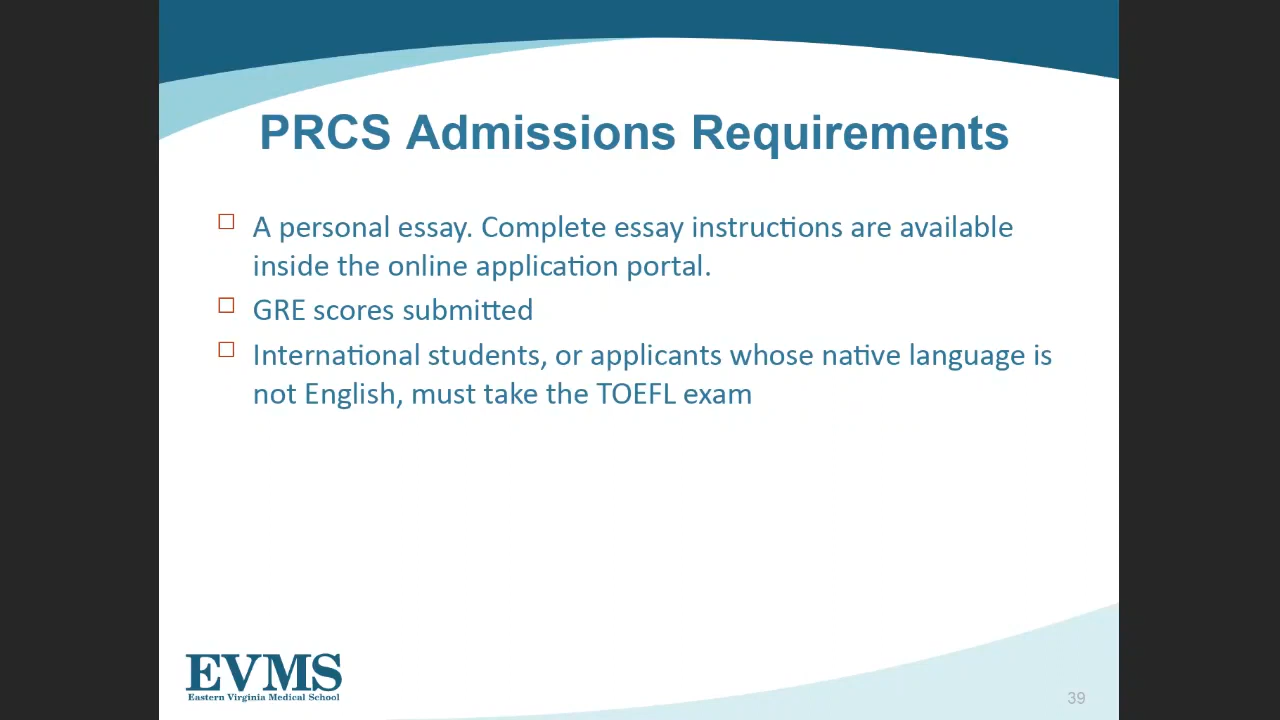 PRCS Admissions Requirements
A personal essay. Complete essay instructions are available
inside the online application portal.
GRE scores submitted
International students, or applicants whose native language is
not English, must take the TOEFL exam
EVMS
Eastern Virginia Medical School
39